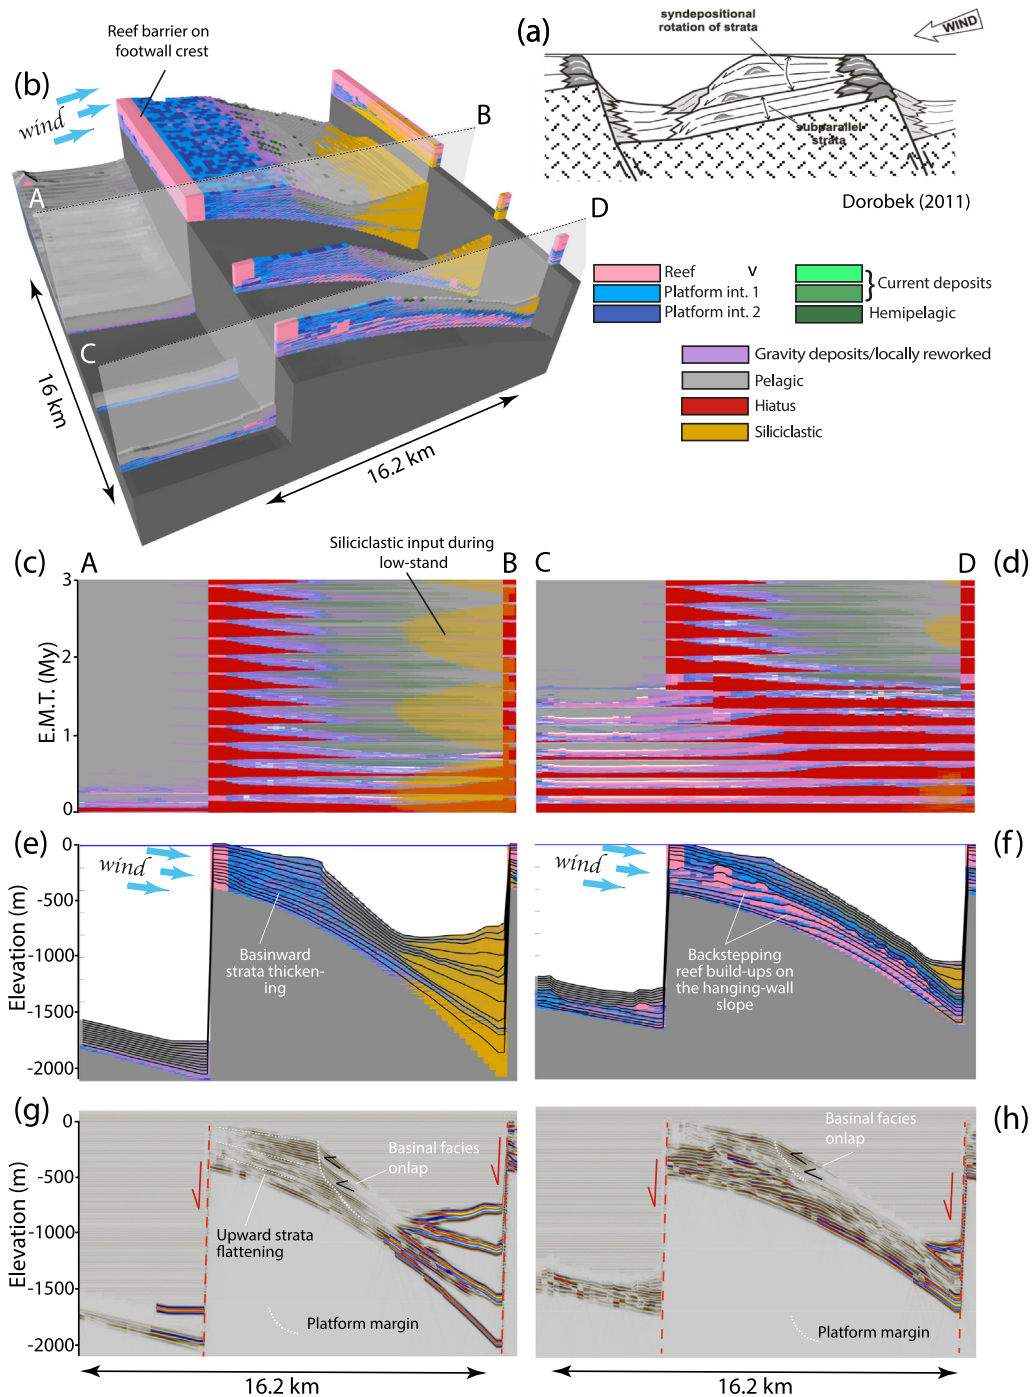 (a)
syndepositional
rotation of strata
WIND
subparallel
strata
Dorobek (2011)
(b)
Reef barrier on
footwall crest
wind
A
B
C
D
16 km
16.2 km
Reef
v
Platform int. 1
Platform int. 2
Current deposits
Hemipelagic
Gravity deposits/locally reworked
Pelagic
Hiatus
Siliciclastic
Siliciclastic input during
low-stand
(c)
A
B
C
D
(d)
E.M.T. (My)
3
2
1
0
(e)
(f)
Elevation (m)
0
-500
-1000
-1500
-2000
wind
Basinward
strata thicken-
ing
wind
Backstepping
reef build-ups on
the hanging-wall
slope
(g)
(h)
Elevation (m)
0
-500
-1000
-1500
-2000
Basinal facies
onlap
Upward strata
flattening
Platform margin
Basinal facies
onlap
Platform margin
16.2 km
16.2 km